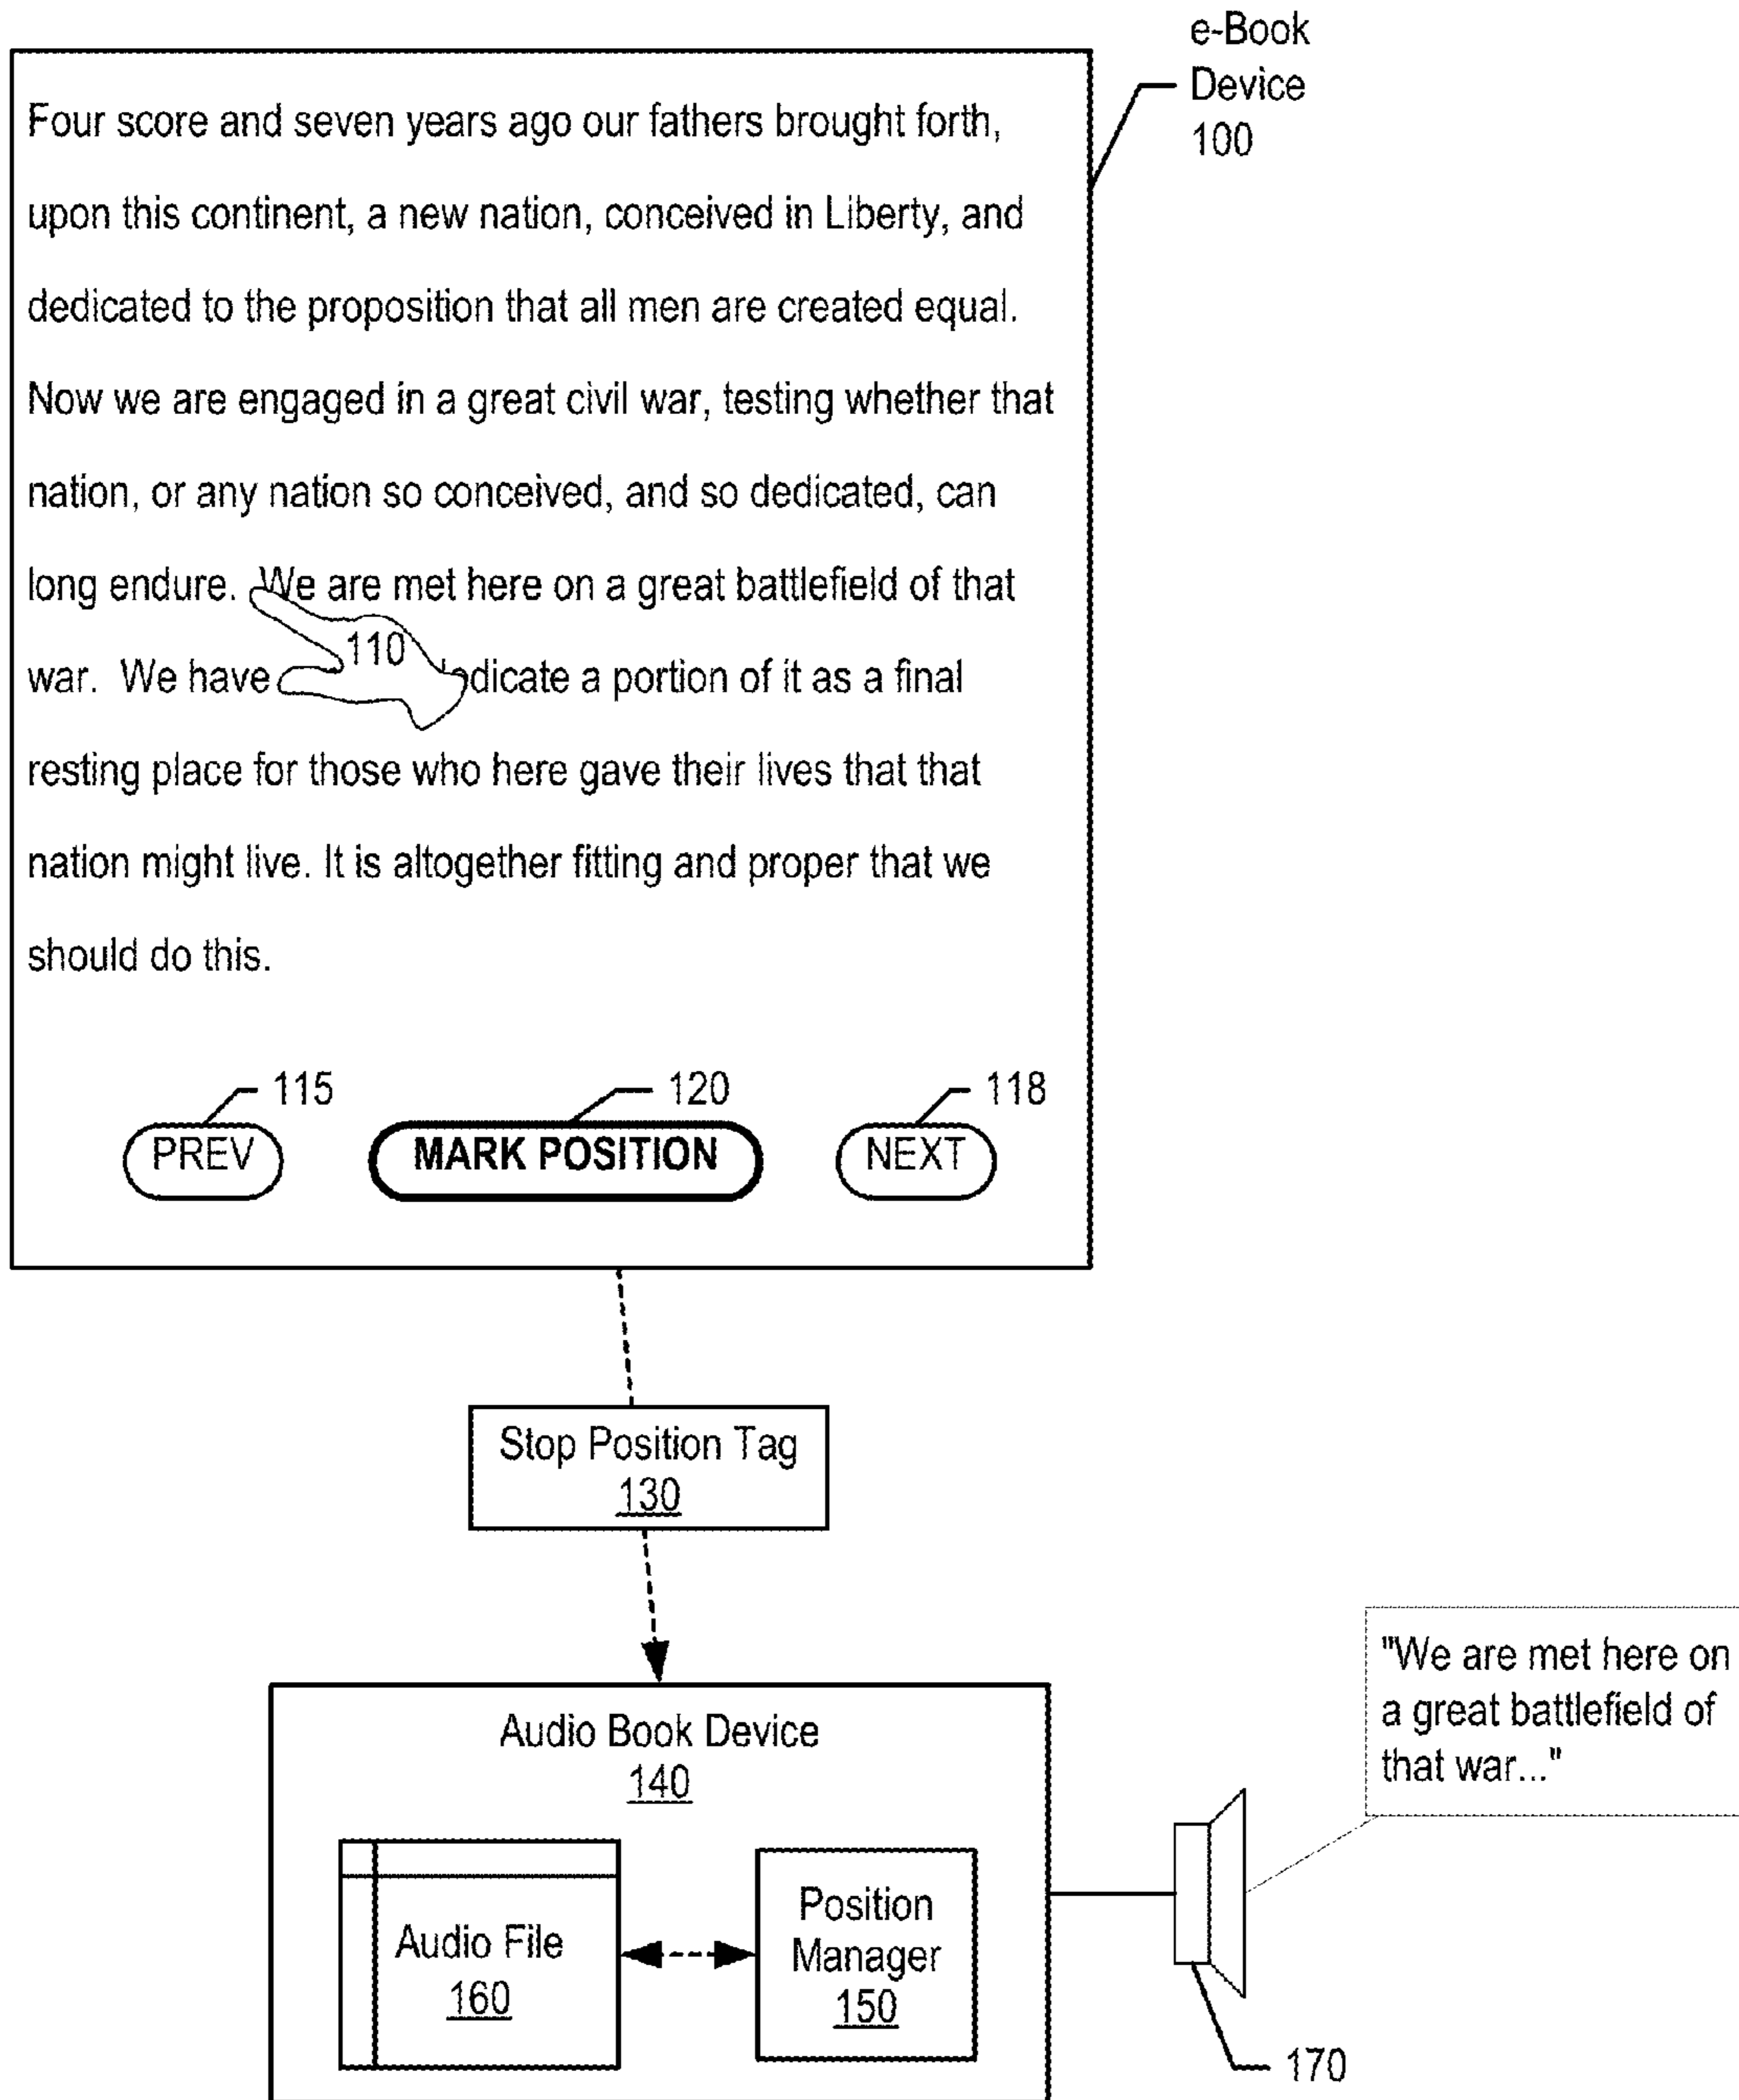 e-Book
Device
100
Four score and seven years ago our fathers brought forth,
upon this continent, a new nation, conceived in Liberty, and
dedicated to the proposition that all men are created equal.
Now we are engaged in a great civil war, testing whether that
nation, or any nation so conceived, and so dedicated, can
long endure. We are met here on a great battlefield of that
110
war. We have dicate a portion of it as a final
resting place for those who here gave their lives that that
nation might live. It is altogether fitting and proper that we
should do this.
115 120 118
PREV MARK POSITION NEXT
Stop Position Tag
130
"We are met here on
a great battlefield of
that war..."
Audio Book Device
140
Audio File
160
Position
Manager
150
170